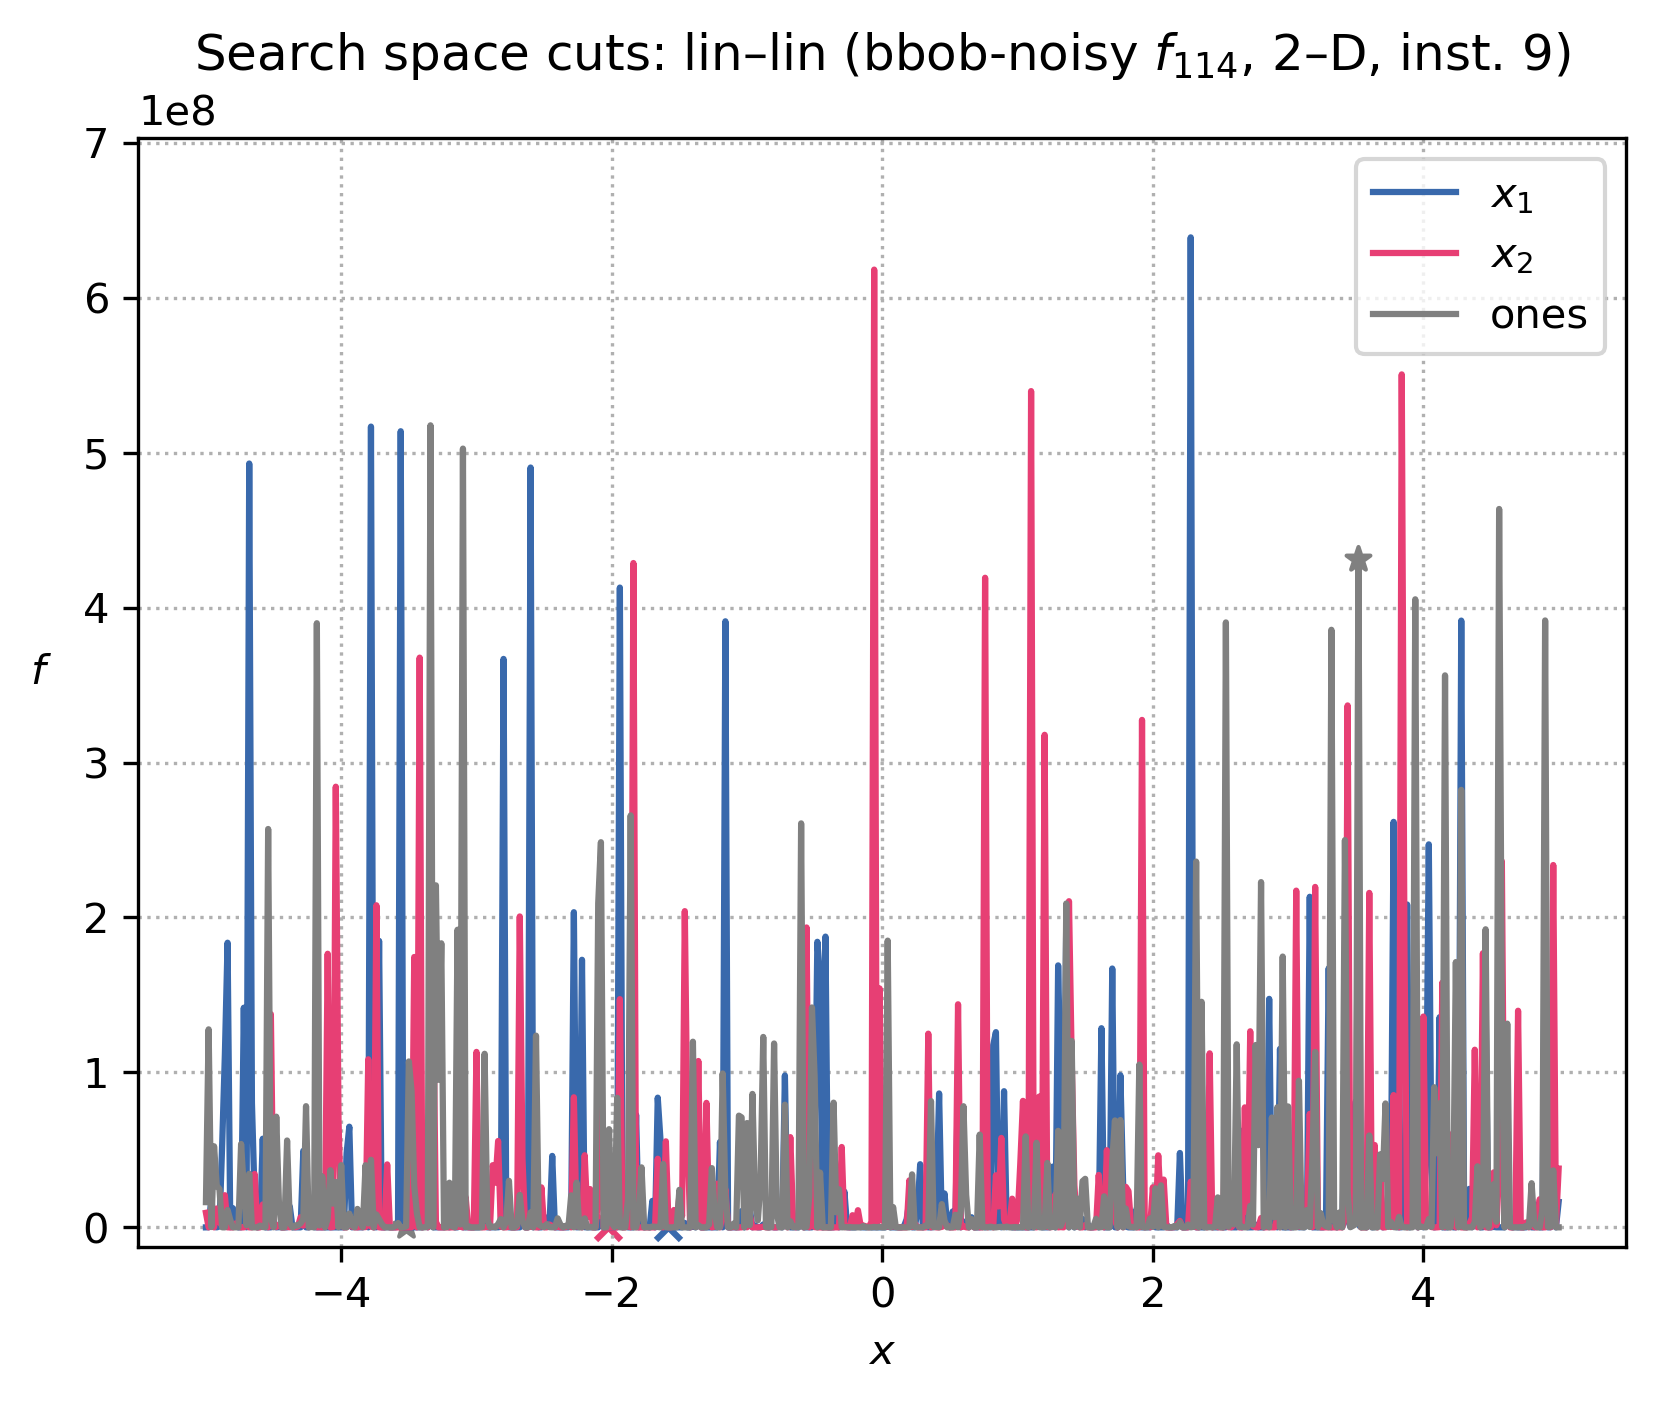 Search space cuts: lin–lin (bbob-noisy f₁₁₄, 2–D, inst. 9)
1e8
7
6
5
4
3
2
1
0
f
−4 −2 0 2 4
x
x₁
x₂
ones